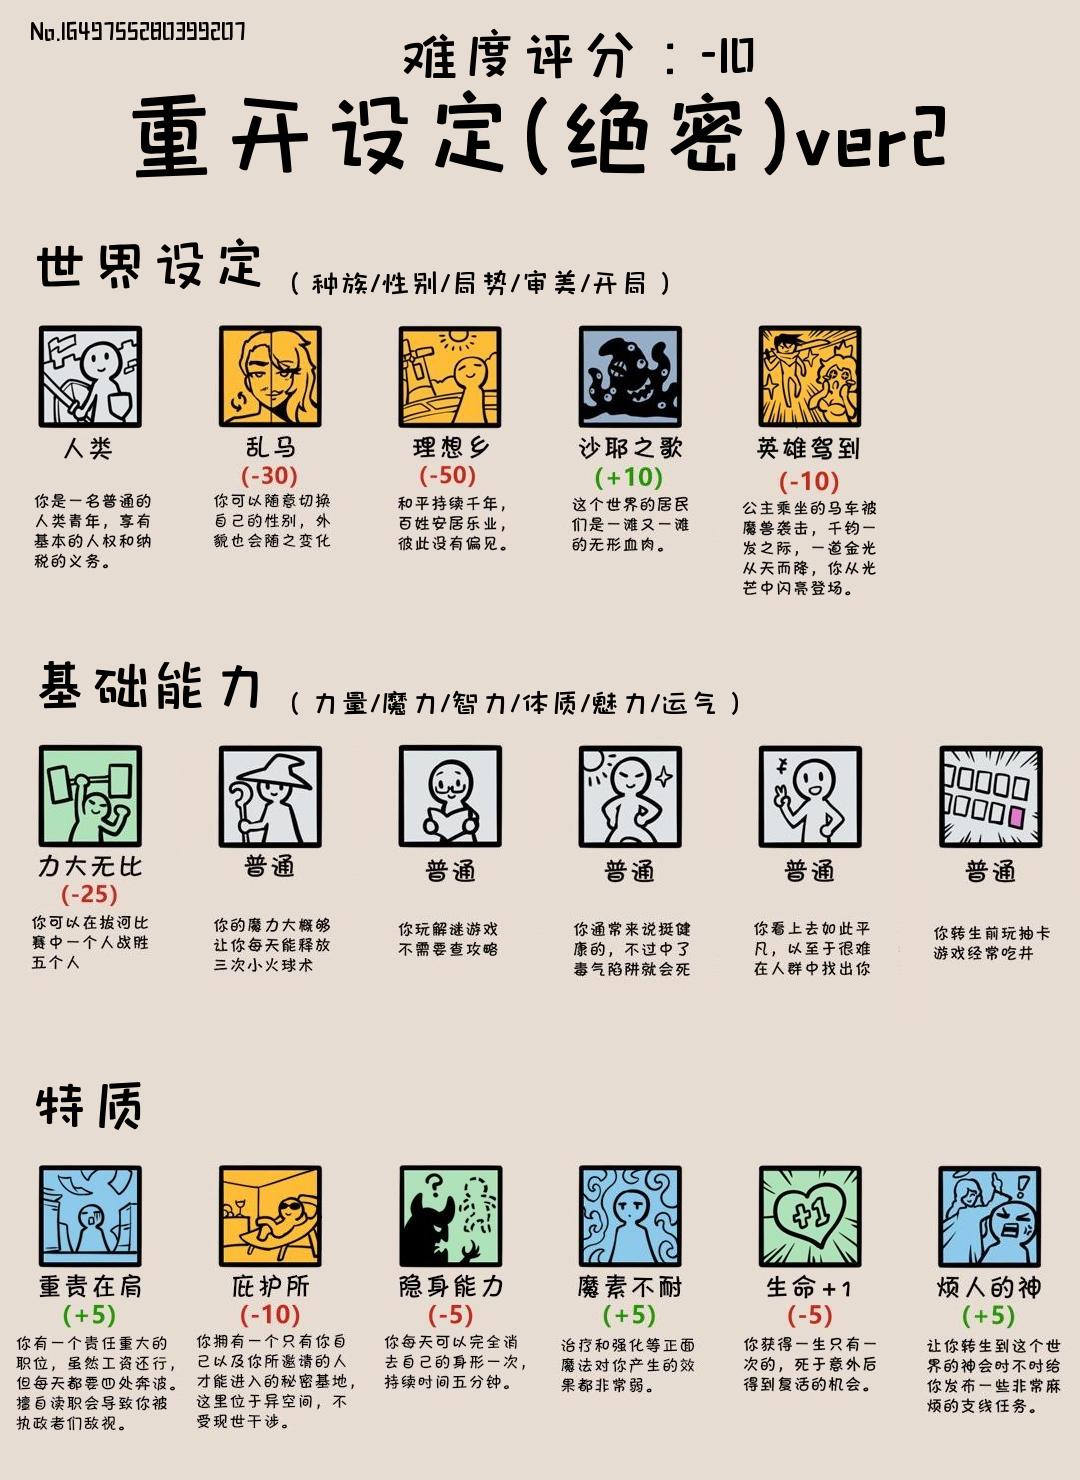 No.1649755280399207
难度评分：-10
重开设定(绝密)ver2
世界设定 （种族/性别/局势/审美/开局）
人类
你是一名普通的
人类青年，享有
基本的人权和纳
税的义务。
乱马
(-30)
你可以随意切换
自己的性别，外
貌也会随之变化
理想乡
(-50)
和平持续千年，
百姓安居乐业，
彼此没有偏见。
沙耶之歌
(+10)
这个世界的居民
们是一滩又一滩
的无形血肉。
英雄驾到
(-10)
公主乘坐的马车被
魔兽袭击，千钧一
发之际，一道金光
从天而降，你从光
芒中闪亮登场。
基础能力 （力量/魔力/智力/体质/魅力/运气）
力大无比
(-25)
你可以在拔河比
赛中一个人战胜
五个人
普通
你的魔力大概够
让你每天能释放
三次小火球术
普通
你玩解谜游戏
不需要查攻略
普通
你通常来说挺健
康的，不过中了
毒气陷阱就会死
普通
你看上去如此平
凡，以至于很难
在人群中找出你
普通
你转生前玩抽卡
游戏经常吃井
特质
重责在肩
(+5)
你有一个责任重大的
职位，虽然工资还行，
但每天都要四处奔波。
擅自渎职会导致你被
执政者们敌视。
庇护所
(-10)
你拥有一个只有你自
己以及你所邀请的人
才能进入的秘密基地，
这里位于异空间，不
受现世干涉。
隐身能力
(-5)
你每天可以完全消
去自己的身形一次，
持续时间五分钟。
魔素不耐
(+5)
治疗和强化等正面
魔法对你产生的效
果都非常弱。
+1
生命+1
(-5)
你获得一生只有一
次的，死于意外后
得到复活的机会。
烦人的神
(+5)
让你转生到这个世
界的神会时不时给
你发布一些非常麻
烦的支线任务。